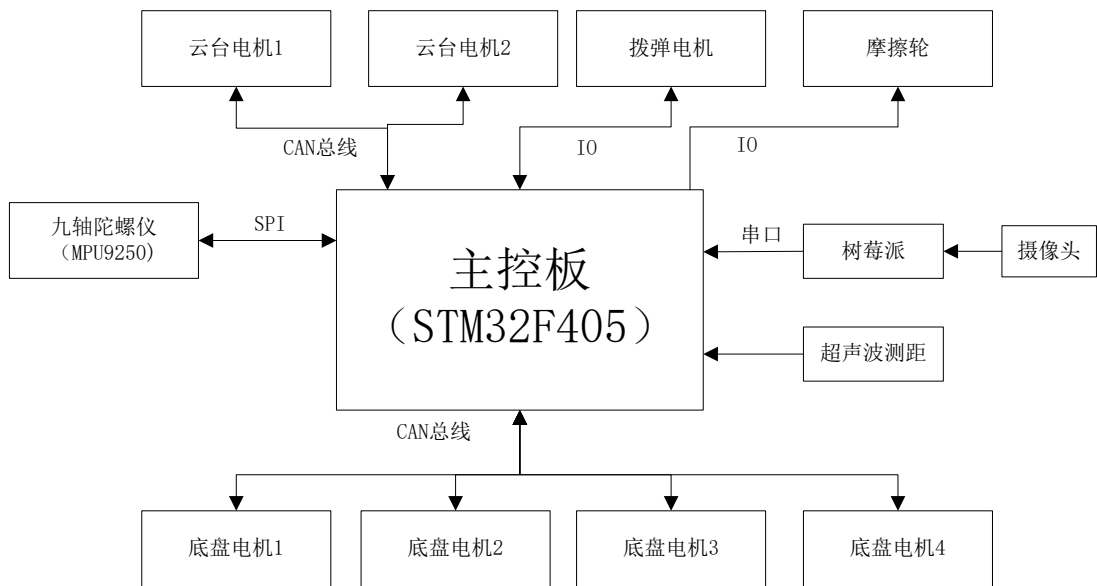 云台电机1
云台电机2
拨弹电机
摩擦轮
CAN总线
IO
IO
九轴陀螺仪
（MPU9250)
SPI
主控板
（STM32F405）
串口
树莓派
摄像头
超声波测距
CAN总线
底盘电机1
底盘电机2
底盘电机3
底盘电机4